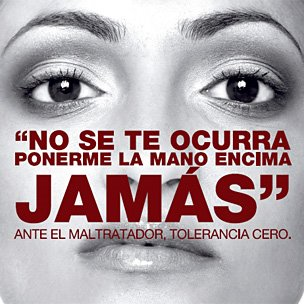 “NO SE TE OCURRA
PONERME LA MANO ENCIMA
JAMÁS”
ANTE EL MALTRATADOR, TOLERANCIA CERO.